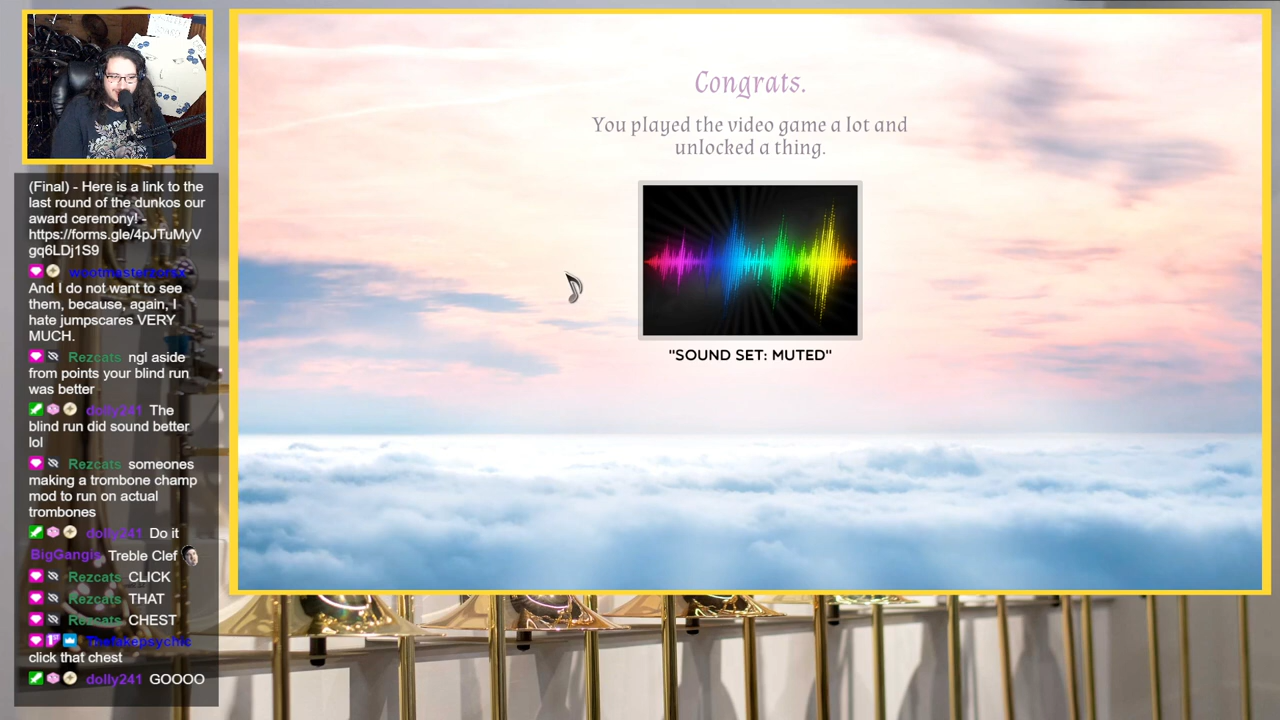 Congrats.
You played the video game a lot and
unlocked a thing.
"SOUND SET: MUTED"
(Final) - Here is a link to the
last round of the dunkos our
award ceremony! -
https://forms.gle/4pJTuMyV
gq6LDj1S9
And I do not want to see
them, because, again, I
hate jumpscares VERY
MUCH.
Rezcats ngl aside
from points your blind run
was better
dolly241 The
blind run did sound better
lol
Rezcats someones
making a trombone champ
mod to run on actual
trombones
dolly241 Do it
BigGangis Treble Clef
Rezcats CLICK
Rezcats THAT
Rezcats CHEST
Thefakepsychic
click that chest
dolly241 GOOOO